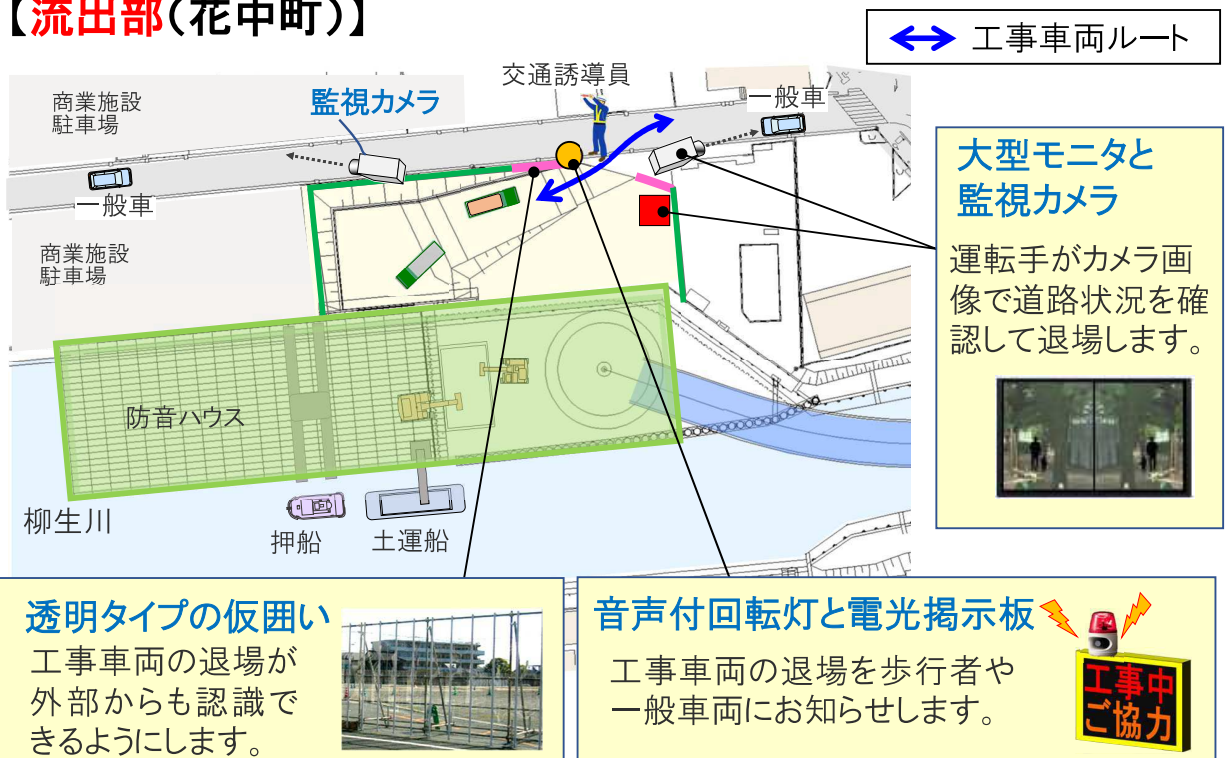 【流出部(花中町)】
工事車両ルート
交通誘導員
商業施設
駐車場
監視カメラ
一般車
一般車
商業施設
駐車場
大型モニタと
監視カメラ
運転手がカメラ画
像で道路状況を確
認して退場します。
防音ハウス
柳生川
押船
土運船
透明タイプの仮囲い
工事車両の退場が
外部からも認識で
きるようにします。
音声付回転灯と電光掲示板
工事車両の退場を歩行者や
一般車両にお知らせします。
工事中
ご協力